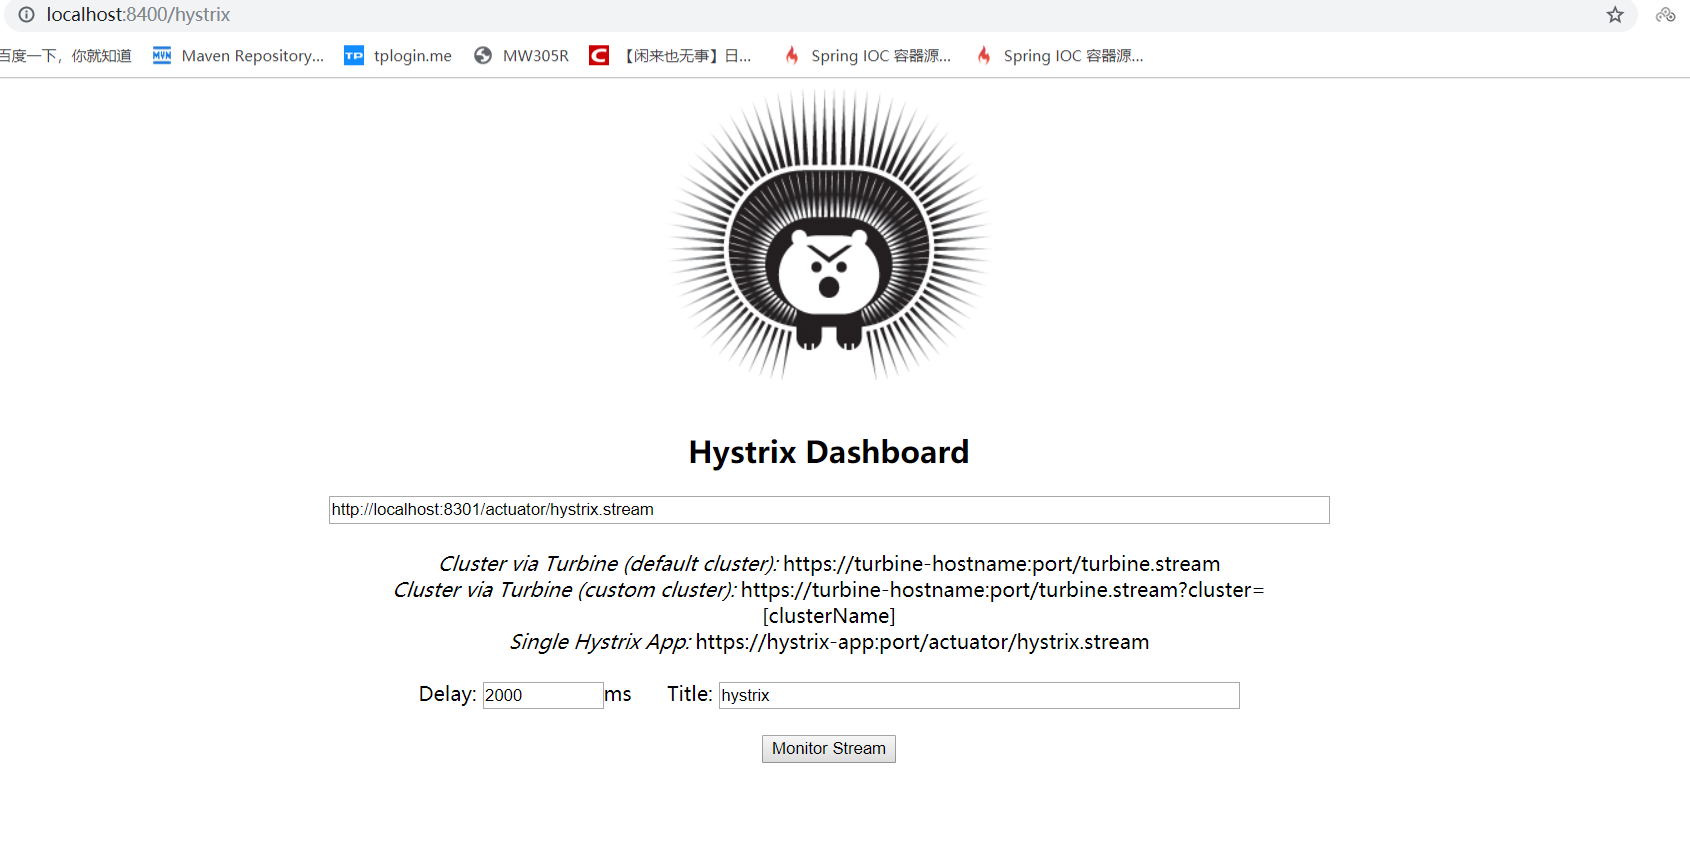 localhost:8400/hystrix
百度一下，你就知道 MVN Maven Repository... TP tplogin.me MW305R C 【闲来也无事】日... Spring IOC 容器源... Spring IOC 容器源...
Hystrix Dashboard
http://localhost:8301/actuator/hystrix.stream
Cluster via Turbine (default cluster): https://turbine-hostname:port/turbine.stream
Cluster via Turbine (custom cluster): https://turbine-hostname:port/turbine.stream?cluster=
[clusterName]
Single Hystrix App: https://hystrix-app:port/actuator/hystrix.stream
Delay: 2000 ms Title: hystrix
Monitor Stream